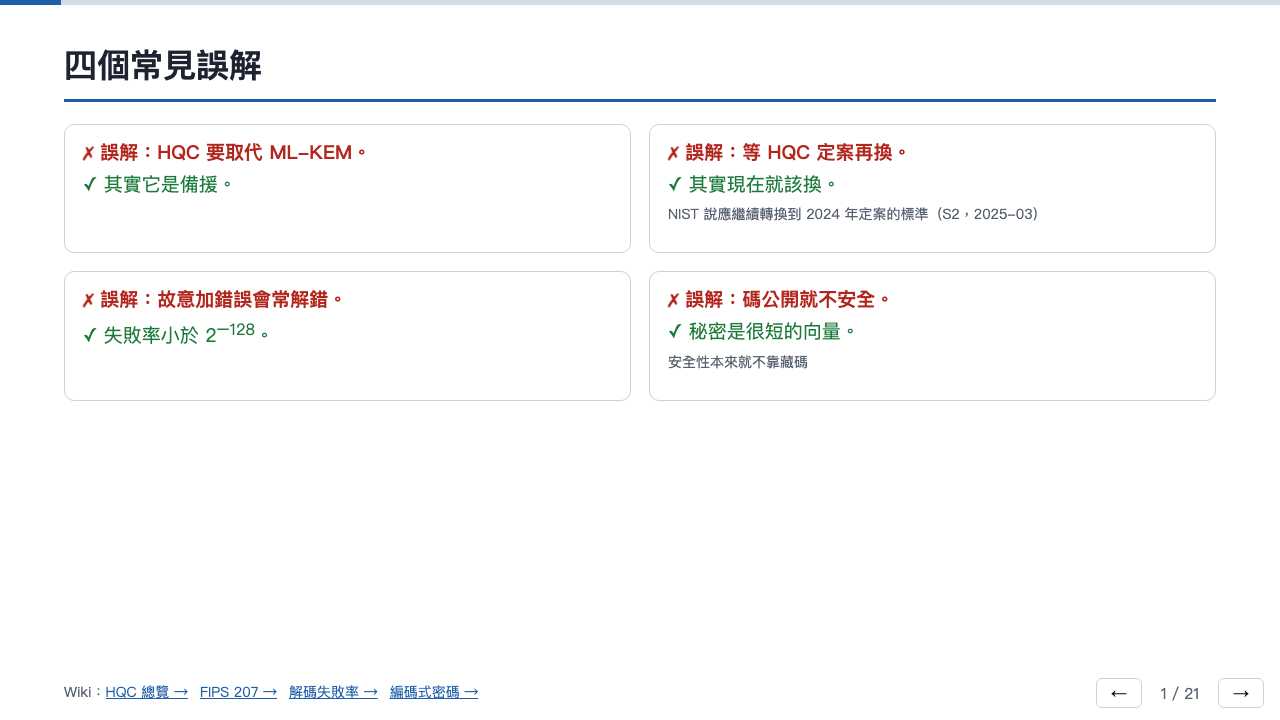 四個常見誤解
✗ 誤解：HQC 要取代 ML–KEM。
✓ 其實它是備援。
✗ 誤解：等 HQC 定案再換。
✓ 其實現在就該換。
NIST 說應繼續轉換到 2024 年定案的標準（S2，2025–03）
✗ 誤解：故意加錯誤會常解錯。
✓ 失敗率小於 2⁻¹²⁸。
✗ 誤解：碼公開就不安全。
✓ 秘密是很短的向量。
安全性本來就不靠藏碼
Wiki：HQC 總覽 → FIPS 207 → 解碼失敗率 → 編碼式密碼 →
← 1 / 21 →